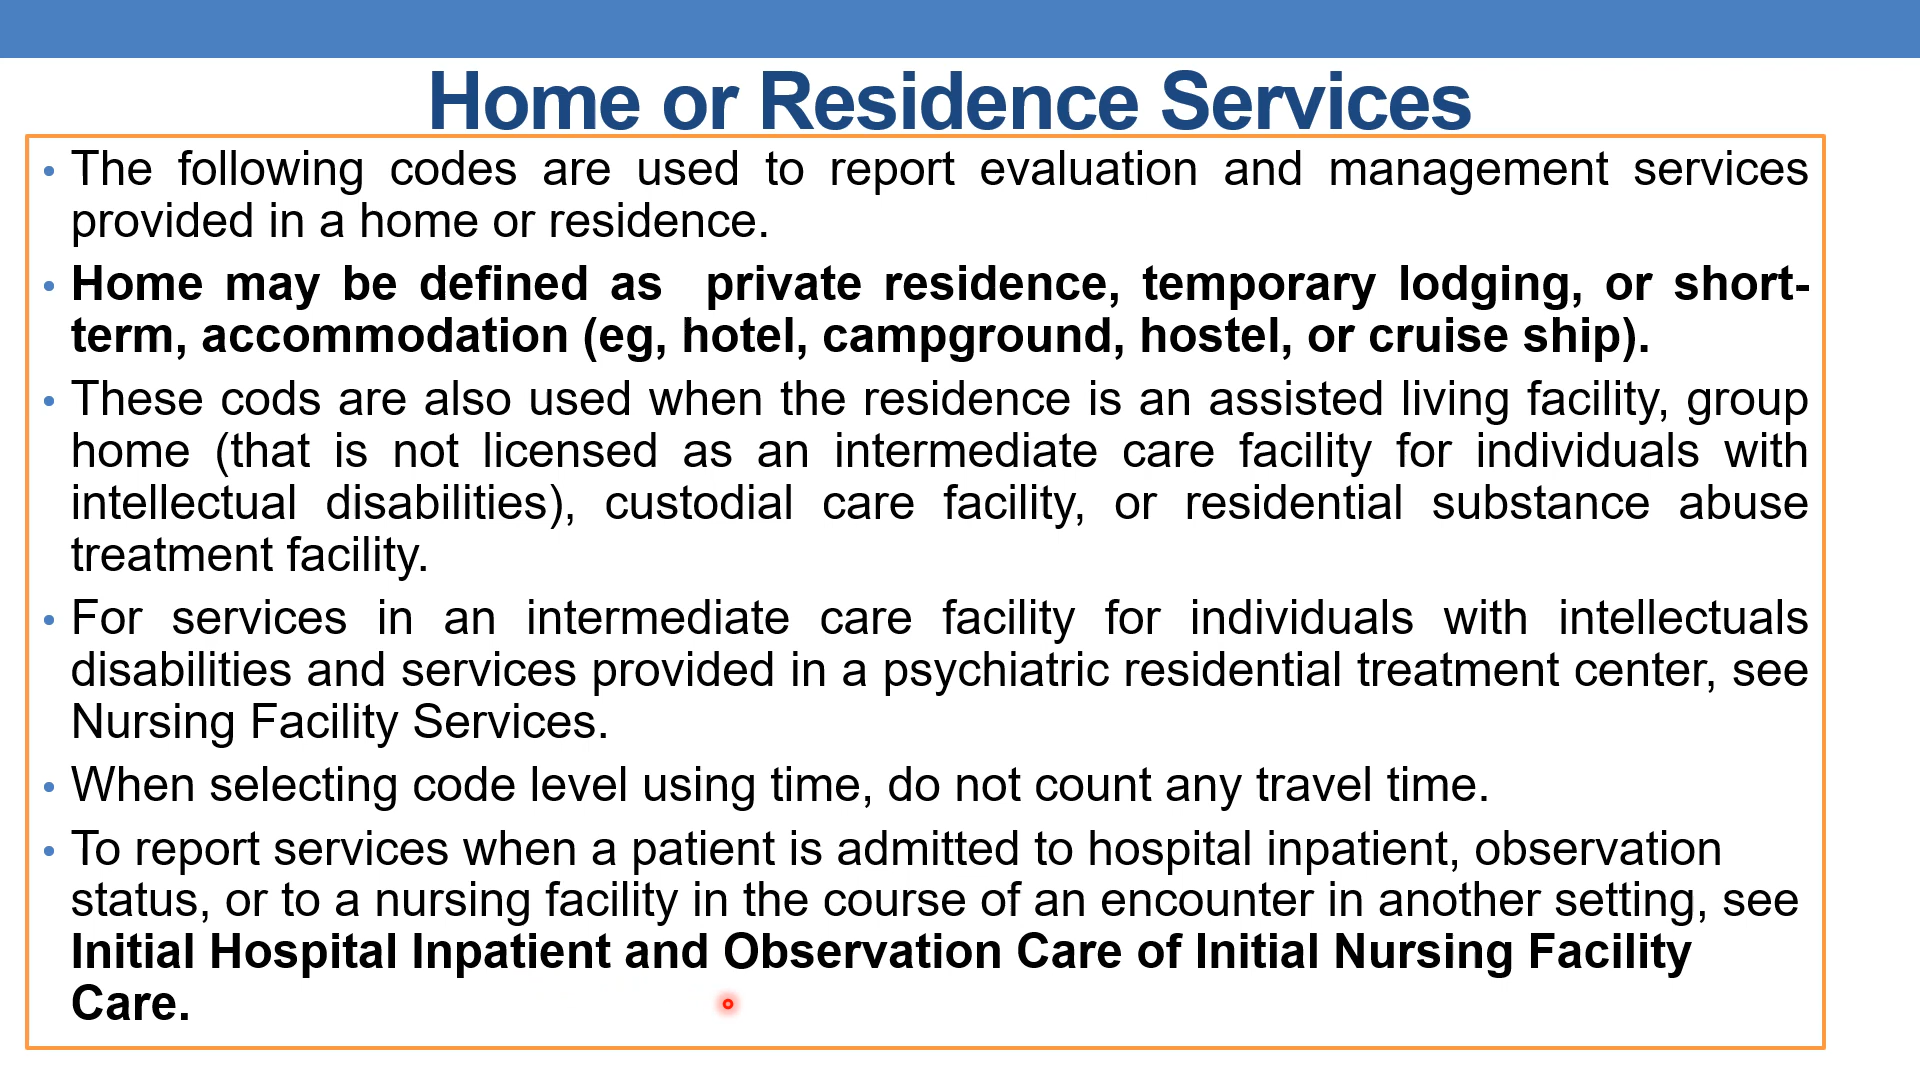 Home or Residence Services
• The following codes are used to report evaluation and management services
provided in a home or residence.
• Home may be defined as  private residence, temporary lodging, or short-
term, accommodation (eg, hotel, campground, hostel, or cruise ship).
• These cods are also used when the residence is an assisted living facility, group
home (that is not licensed as an intermediate care facility for individuals with
intellectual disabilities), custodial care facility, or residential substance abuse
treatment facility.
• For services in an intermediate care facility for individuals with intellectuals
disabilities and services provided in a psychiatric residential treatment center, see
Nursing Facility Services.
• When selecting code level using time, do not count any travel time.
• To report services when a patient is admitted to hospital inpatient, observation
status, or to a nursing facility in the course of an encounter in another setting, see
Initial Hospital Inpatient and Observation Care of Initial Nursing Facility
Care.